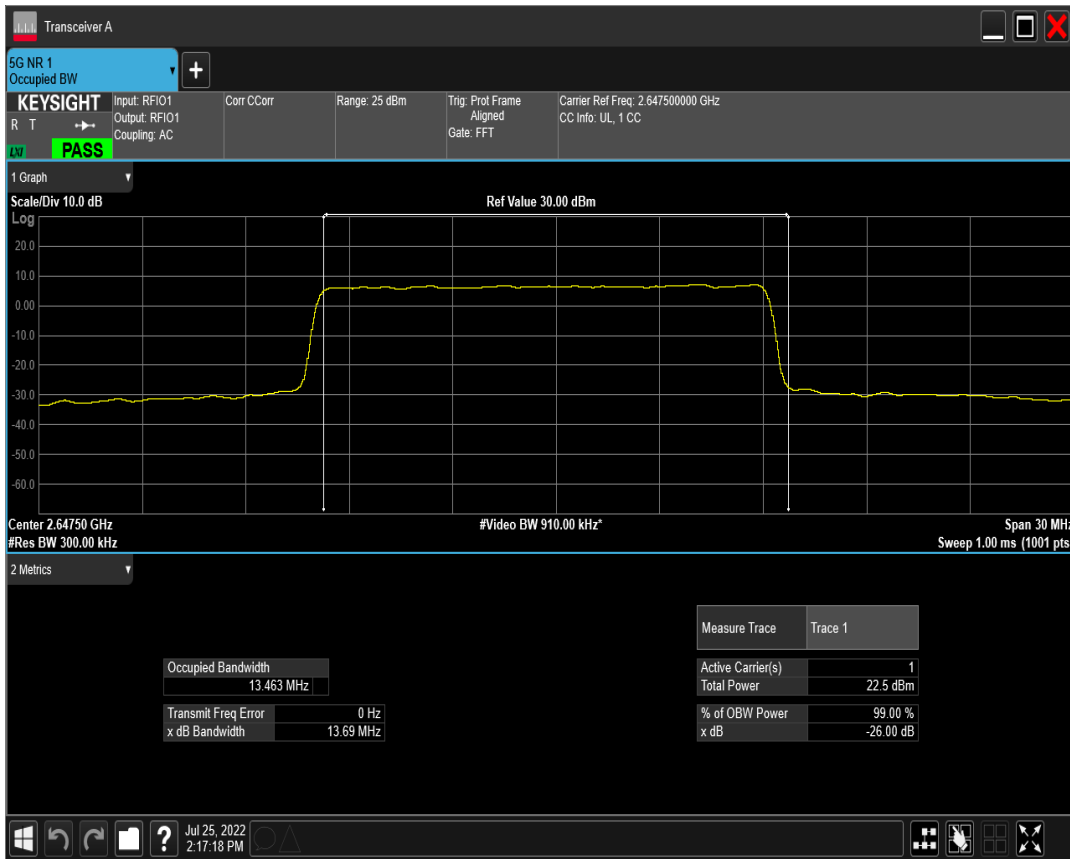 Transceiver A
5G NR 1
Occupied BW
+
KEYSIGHT
R T
LXI
PASS
Input: RFIO1
Output: RFIO1
Coupling: AC
Corr CCorr
Range: 25 dBm
Trig: Prot Frame
Aligned
Gate: FFT
Carrier Ref Freq: 2.647500000 GHz
CC Info: UL, 1 CC
1 Graph
Scale/Div 10.0 dB
Ref Value 30.00 dBm
Log
20.0
10.0
0.00
-10.0
-20.0
-30.0
-40.0
-50.0
-60.0
Center 2.64750 GHz
#Video BW 910.00 kHz*
Span 30 MHz
#Res BW 300.00 kHz
Sweep 1.00 ms (1001 pts
2 Metrics
Measure Trace Trace 1
Occupied Bandwidth
13.463 MHz
Active Carrier(s) 1
Total Power 22.5 dBm
Transmit Freq Error 0 Hz
x dB Bandwidth 13.69 MHz
% of OBW Power 99.00 %
x dB -26.00 dB
?
Jul 25, 2022
2:17:18 PM